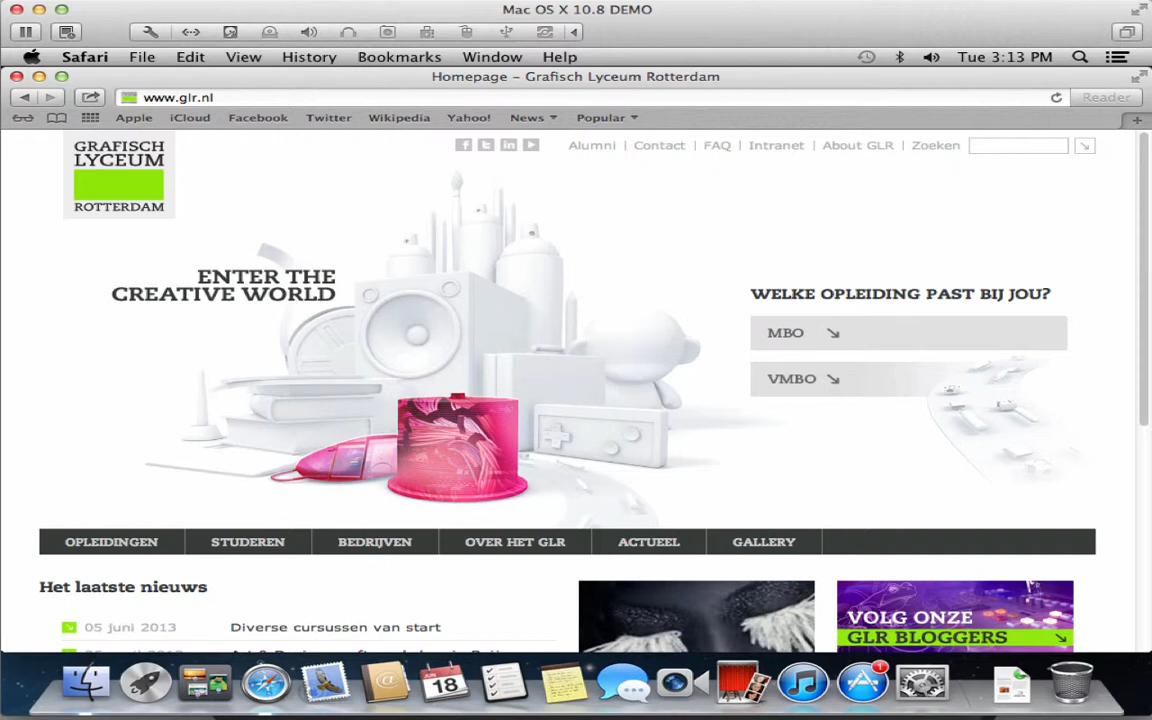 Mac OS X 10.8 DEMO
Safari File Edit View History Bookmarks Window Help Tue 3:13 PM
Homepage – Grafisch Lyceum Rotterdam
www.glr.nl Reader
Apple iCloud Facebook Twitter Wikipedia Yahoo! News Popular
GRAFISCH
LYCEUM
ROTTERDAM
Alumni | Contact | FAQ | Intranet | About GLR | Zoeken
ENTER THE
CREATIVE WORLD
WELKE OPLEIDING PAST BIJ JOU?
MBO
VMBO
OPLEIDINGEN STUDEREN BEDRIJVEN OVER HET GLR ACTUEEL GALLERY
Het laatste nieuws
05 juni 2013 Diverse cursussen van start
VOLG ONZE
GLR BLOGGERS
18
1